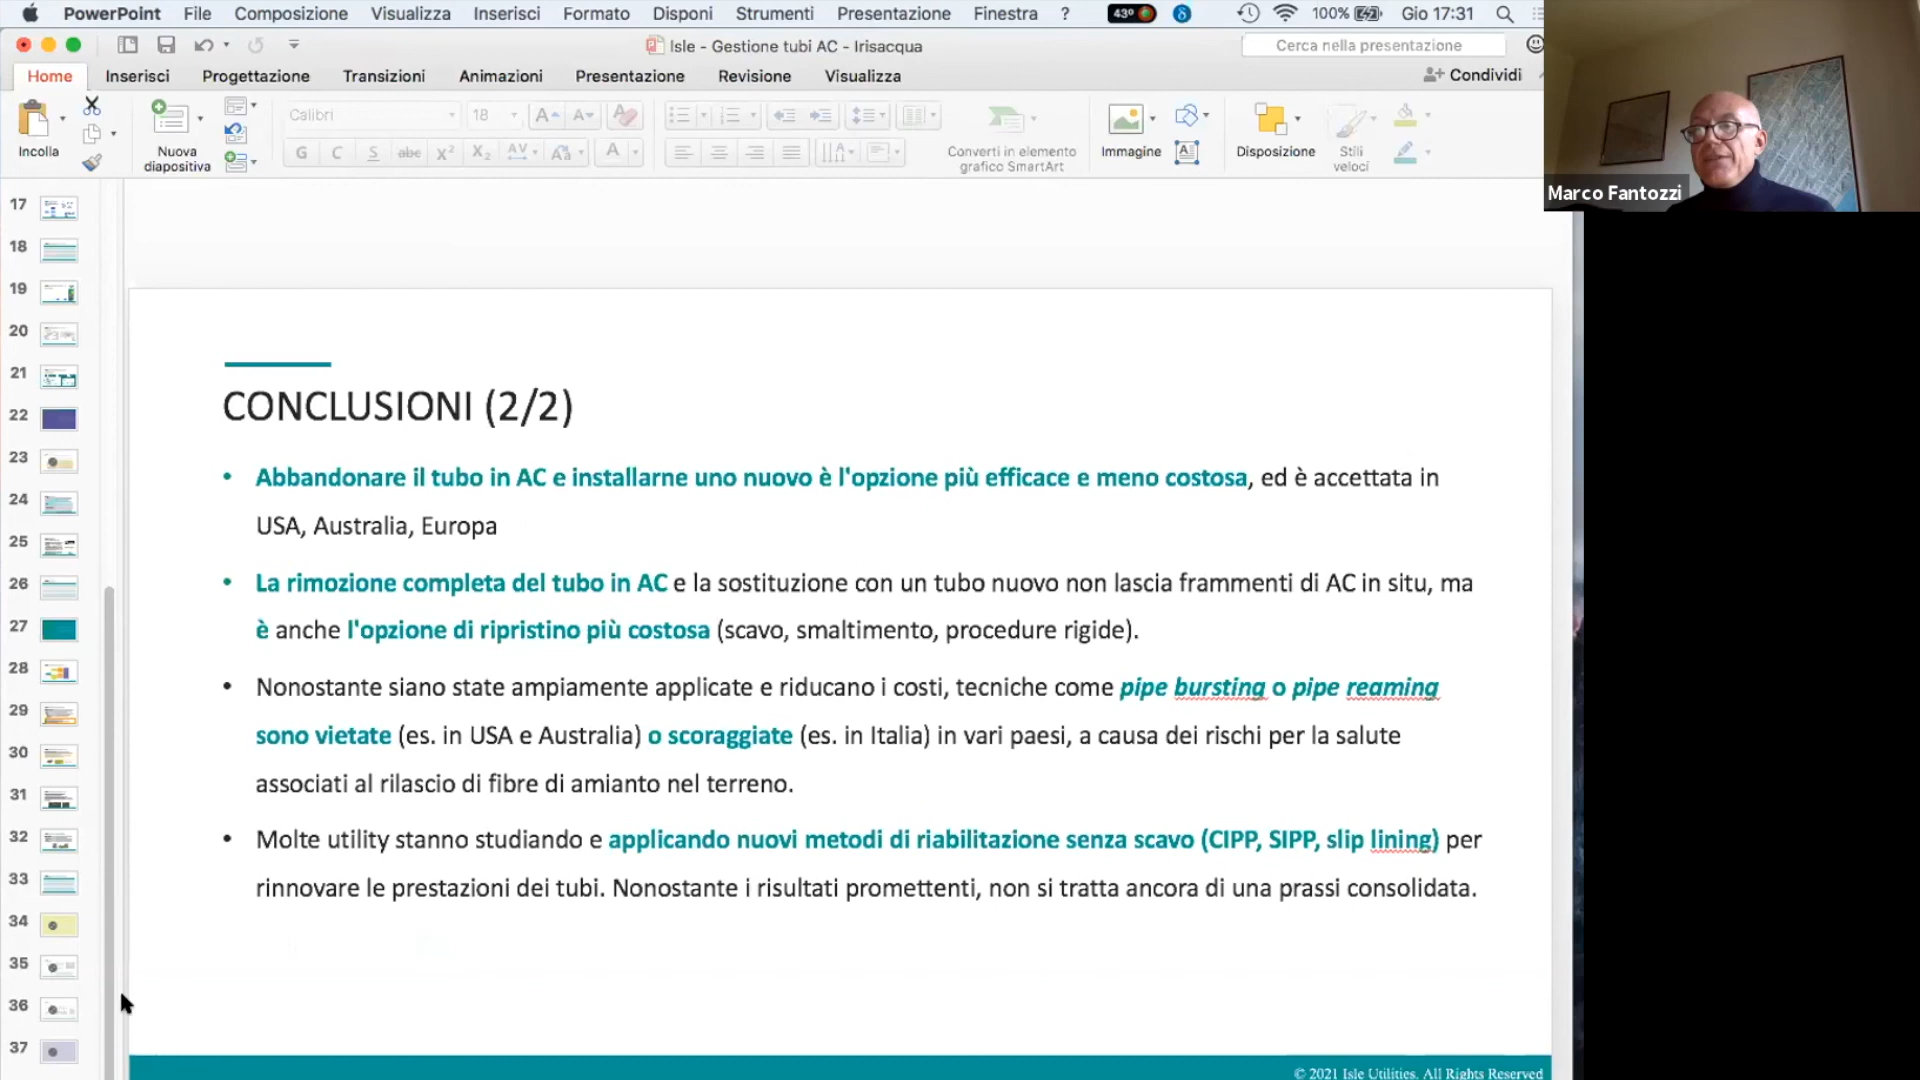 PowerPoint File Composizione Visualizza Inserisci Formato Disponi Strumenti Presentazione Finestra ? 43° 100% Gio 17:31
Isle - Gestione tubi AC - Irisacqua
Cerca nella presentazione
Home Inserisci Progettazione Transizioni Animazioni Presentazione Revisione Visualizza Condividi
Calibri 18
Incolla
Nuova
diapositiva
G C S abc X² X₂ AV Aa A
Converti in elemento
grafico SmartArt
Immagine
Disposizione
Stili
veloci
Marco Fantozzi
17
18
19
20
21
22
23
24
25
26
27
28
29
30
31
32
33
34
35
36
37
CONCLUSIONI (2/2)
• Abbandonare il tubo in AC e installarne uno nuovo è l'opzione più efficace e meno costosa, ed è accettata in
USA, Australia, Europa
• La rimozione completa del tubo in AC e la sostituzione con un tubo nuovo non lascia frammenti di AC in situ, ma
è anche l'opzione di ripristino più costosa (scavo, smaltimento, procedure rigide).
• Nonostante siano state ampiamente applicate e riducano i costi, tecniche come pipe bursting o pipe reaming
sono vietate (es. in USA e Australia) o scoraggiate (es. in Italia) in vari paesi, a causa dei rischi per la salute
associati al rilascio di fibre di amianto nel terreno.
• Molte utility stanno studiando e applicando nuovi metodi di riabilitazione senza scavo (CIPP, SIPP, slip lining) per
rinnovare le prestazioni dei tubi. Nonostante i risultati promettenti, non si tratta ancora di una prassi consolidata.
© 2021 Isle Utilities. All Rights Reserved